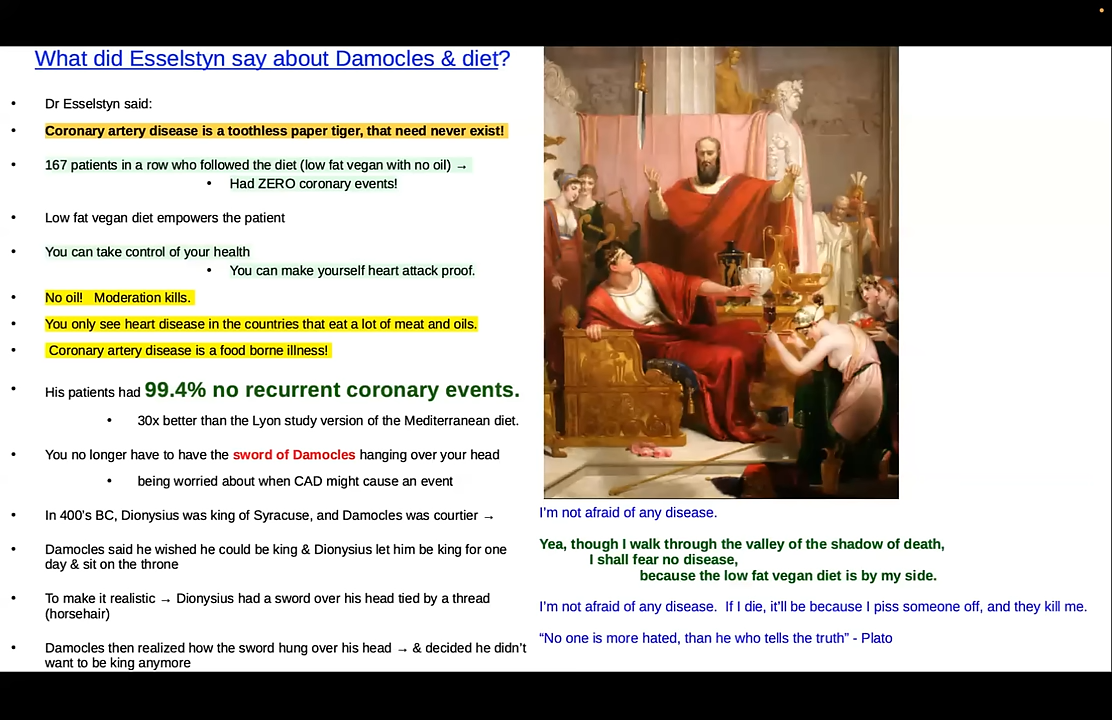 What did Esselstyn say about Damocles & diet?
• Dr Esselstyn said:
• Coronary artery disease is a toothless paper tiger, that need never exist!
• 167 patients in a row who followed the diet (low fat vegan with no oil) →
• Had ZERO coronary events!
• Low fat vegan diet empowers the patient
• You can take control of your health
• You can make yourself heart attack proof.
• No oil!   Moderation kills.
• You only see heart disease in the countries that eat a lot of meat and oils.
• Coronary artery disease is a food borne illness!
• His patients had 99.4% no recurrent coronary events.
• 30x better than the Lyon study version of the Mediterranean diet.
• You no longer have to have the sword of Damocles hanging over your head
• being worried about when CAD might cause an event
• In 400's BC, Dionysius was king of Syracuse, and Damocles was courtier →
• Damocles said he wished he could be king & Dionysius let him be king for one
day & sit on the throne
• To make it realistic → Dionysius had a sword over his head tied by a thread
(horsehair)
• Damocles then realized how the sword hung over his head → & decided he didn't
want to be king anymore
I'm not afraid of any disease.
Yea, though I walk through the valley of the shadow of death,
I shall fear no disease,
because the low fat vegan diet is by my side.
I'm not afraid of any disease.  If I die, it'll be because I piss someone off, and they kill me.
“No one is more hated, than he who tells the truth” - Plato